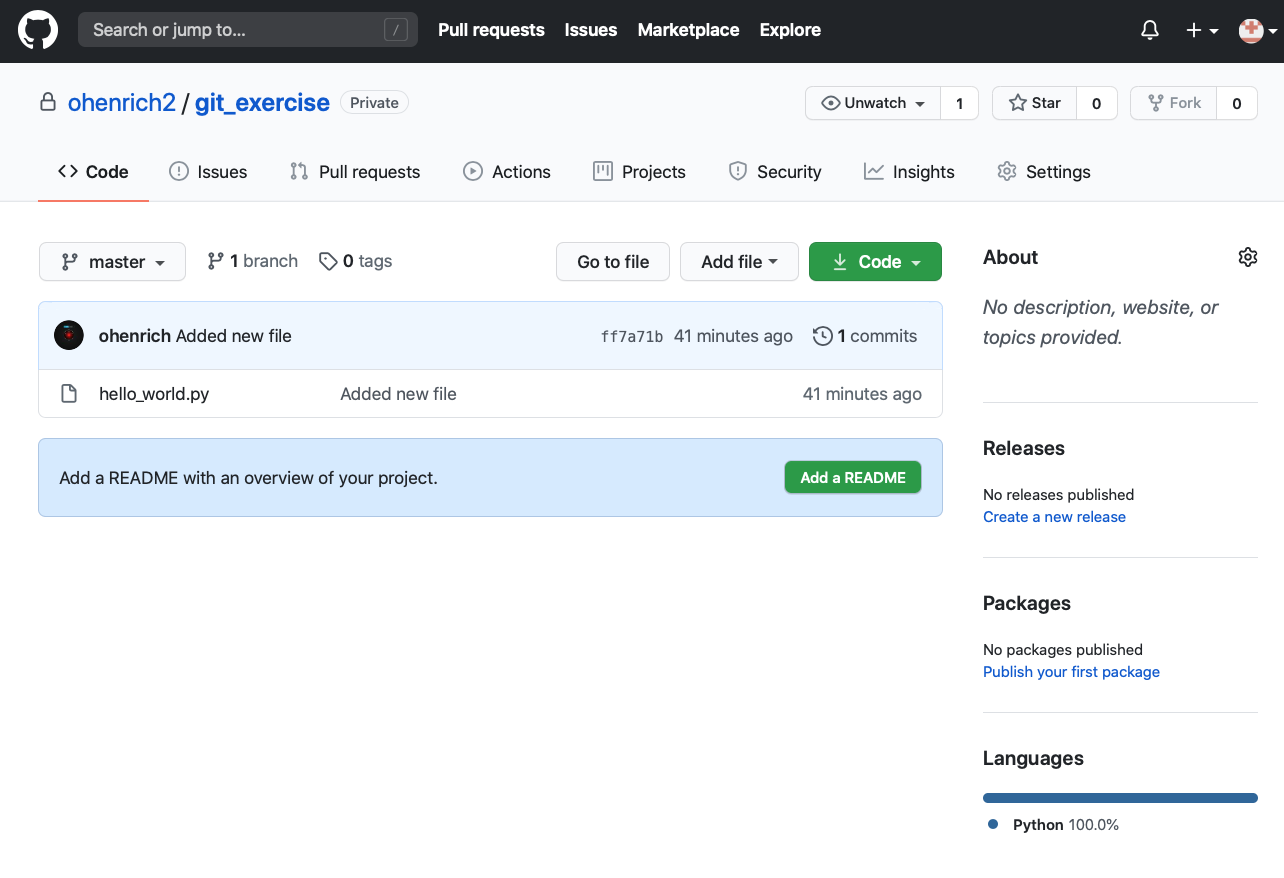 Search or jump to... / Pull requests Issues Marketplace Explore
ohenrich2 / git_exercise Private Unwatch 1 Star 0 Fork 0
Code Issues Pull requests Actions Projects Security Insights Settings
master 1 branch 0 tags Go to file Add file Code
ohenrich Added new file ff7a71b 41 minutes ago 1 commits
hello_world.py Added new file 41 minutes ago
Add a README with an overview of your project. Add a README
About
No description, website, or
topics provided.
Releases
No releases published
Create a new release
Packages
No packages published
Publish your first package
Languages
Python 100.0%